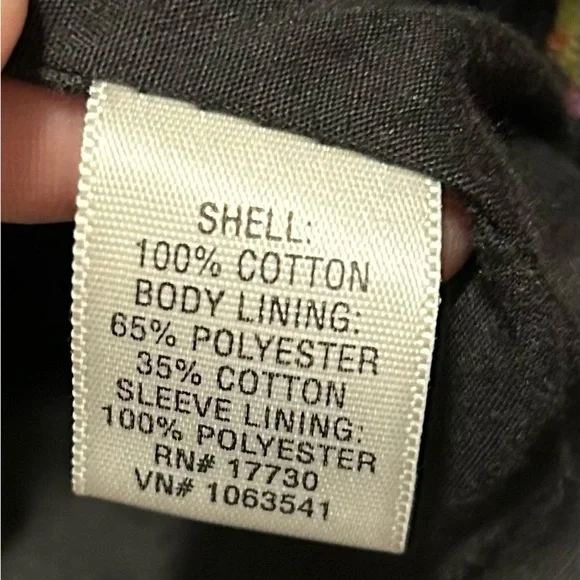 SHELL:
100% COTTON
BODY LINING:
65% POLYESTER
35% COTTON
SLEEVE LINING:
100% POLYESTER
RN# 17730
VN# 1063541